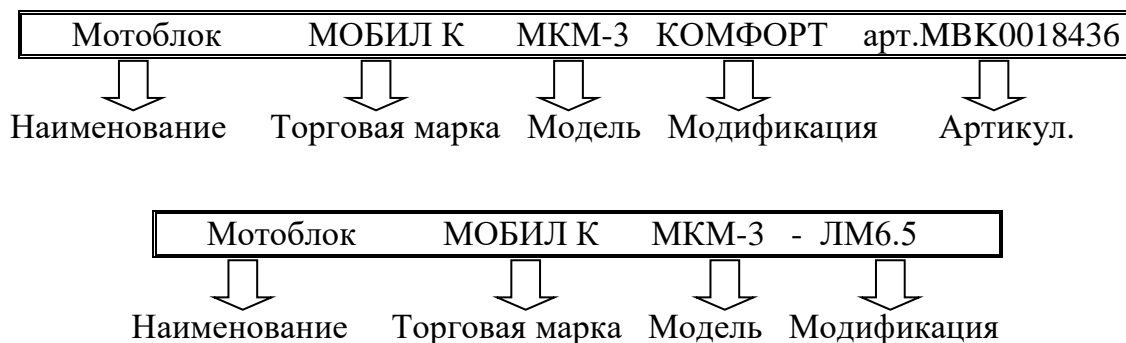 Мотоблок МОБИЛ К МКМ-3 КОМФОРТ арт.МВК0018436
Наименование Торговая марка Модель Модификация Артикул.
Мотоблок МОБИЛ К МКМ-3 - ЛМ6.5
Наименование Торговая марка Модель Модификация